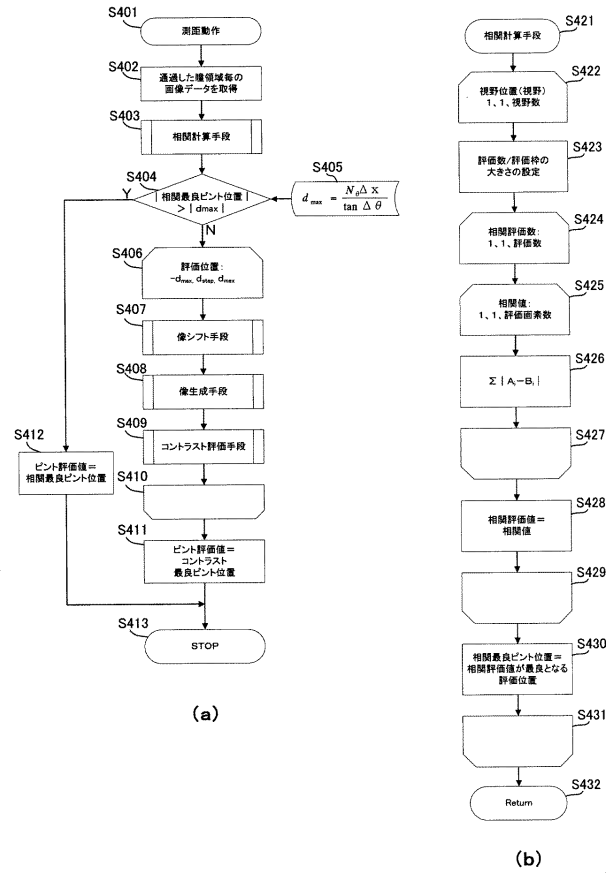 S401
測距動作
S402
通過した瞳領域毎の
画像データを取得
S403
相関計算手段
S404
Y
|相関最良ピント位置|
> | dmax |
N
S405
d max = NθΔx / tan Δθ
S406
評価位置:
-dmax, dstep, dmax
S407
像シフト手段
S408
像生成手段
S409
コントラスト評価手段
S410
S411
ピント評価値=
コントラスト
最良ピント位置
S412
ピント評価値=
相関最良ピント位置
S413
STOP
(a)
S421
相関計算手段
S422
視野位置(視野)
1、1、視野数
S423
評価数/評価枠の
大きさの設定
S424
相関評価数:
1、1、評価数
S425
相関値:
1、1、評価画素数
S426
Σ | Ai-Bi |
S427
S428
相関評価値=
相関値
S429
S430
相関最良ピント位置=
相関評価値が最良となる
評価位置
S431
S432
Return
(b)